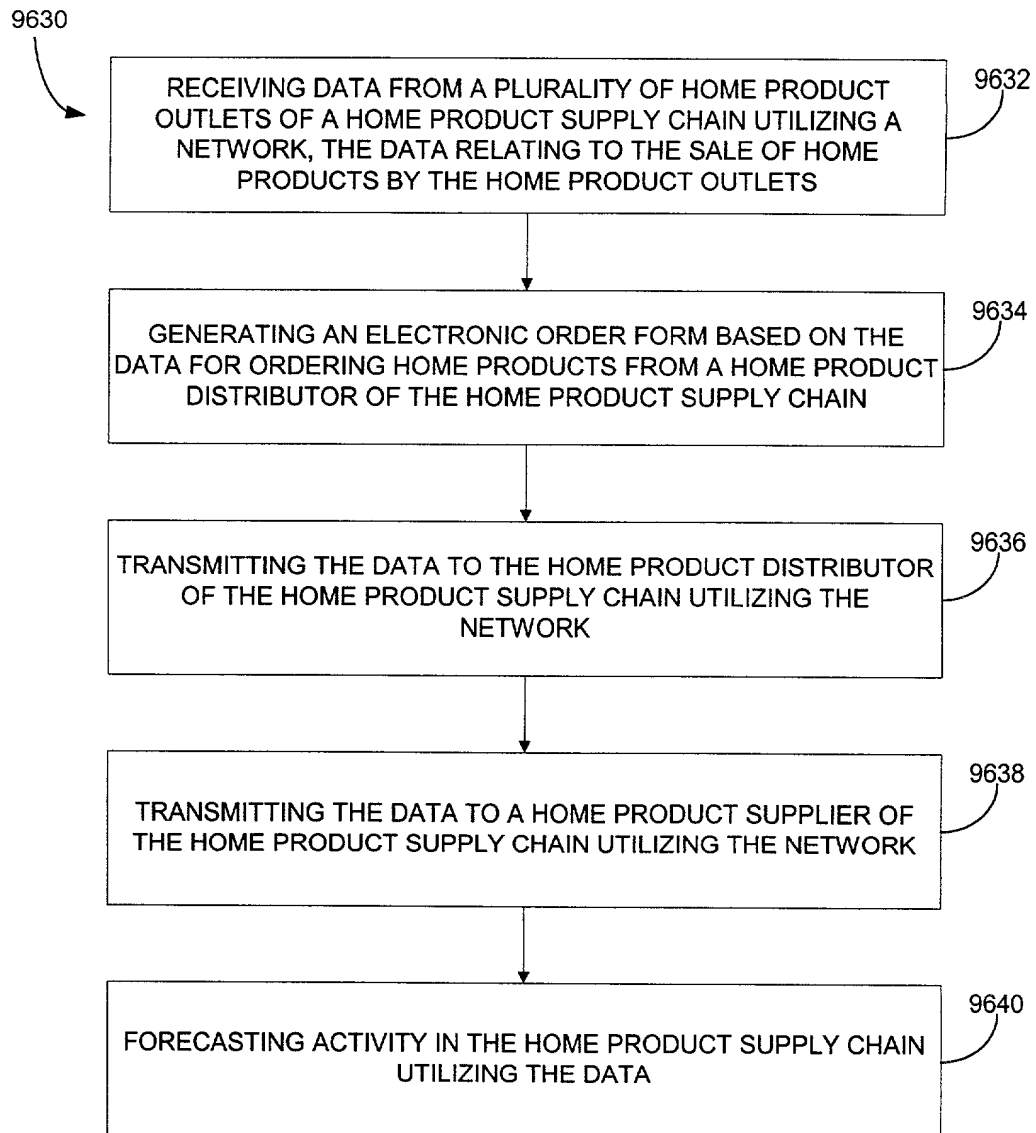 9630
RECEIVING DATA FROM A PLURALITY OF HOME PRODUCT
OUTLETS OF A HOME PRODUCT SUPPLY CHAIN UTILIZING A
NETWORK, THE DATA RELATING TO THE SALE OF HOME
PRODUCTS BY THE HOME PRODUCT OUTLETS
9632
GENERATING AN ELECTRONIC ORDER FORM BASED ON THE
DATA FOR ORDERING HOME PRODUCTS FROM A HOME PRODUCT
DISTRIBUTOR OF THE HOME PRODUCT SUPPLY CHAIN
9634
TRANSMITTING THE DATA TO THE HOME PRODUCT DISTRIBUTOR
OF THE HOME PRODUCT SUPPLY CHAIN UTILIZING THE
NETWORK
9636
TRANSMITTING THE DATA TO A HOME PRODUCT SUPPLIER OF
THE HOME PRODUCT SUPPLY CHAIN UTILIZING THE NETWORK
9638
FORECASTING ACTIVITY IN THE HOME PRODUCT SUPPLY CHAIN
UTILIZING THE DATA
9640